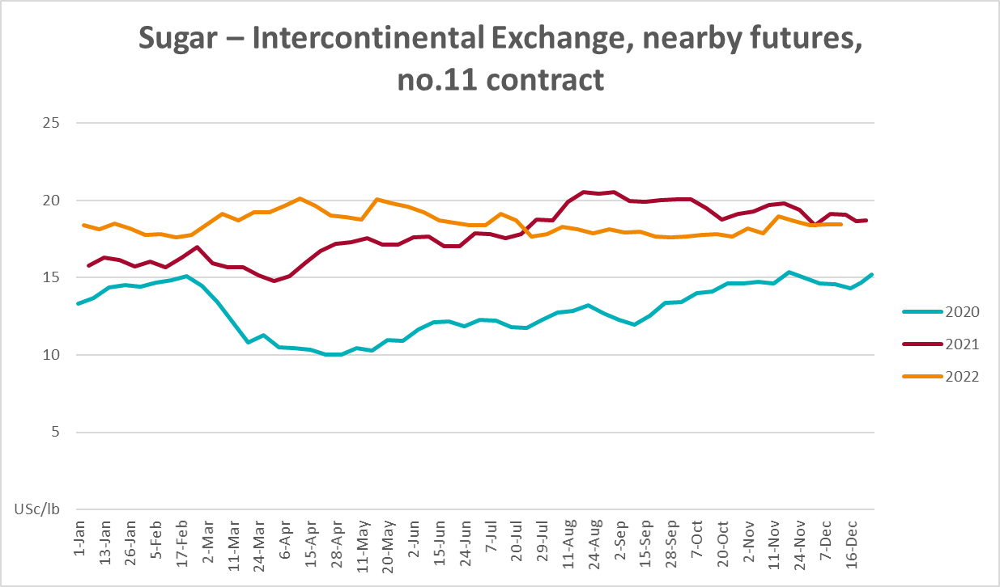 Sugar – Intercontinental Exchange, nearby futures,
no.11 contract
25
20
15
10
5
USc/lb
1-Jan
13-Jan
26-Jan
5-Feb
17-Feb
2-Mar
11-Mar
24-Mar
6-Apr
15-Apr
28-Apr
11-May
20-May
2-Jun
15-Jun
24-Jun
7-Jul
20-Jul
29-Jul
11-Aug
24-Aug
2-Sep
15-Sep
28-Sep
7-Oct
20-Oct
2-Nov
11-Nov
24-Nov
7-Dec
16-Dec
2020
2021
2022